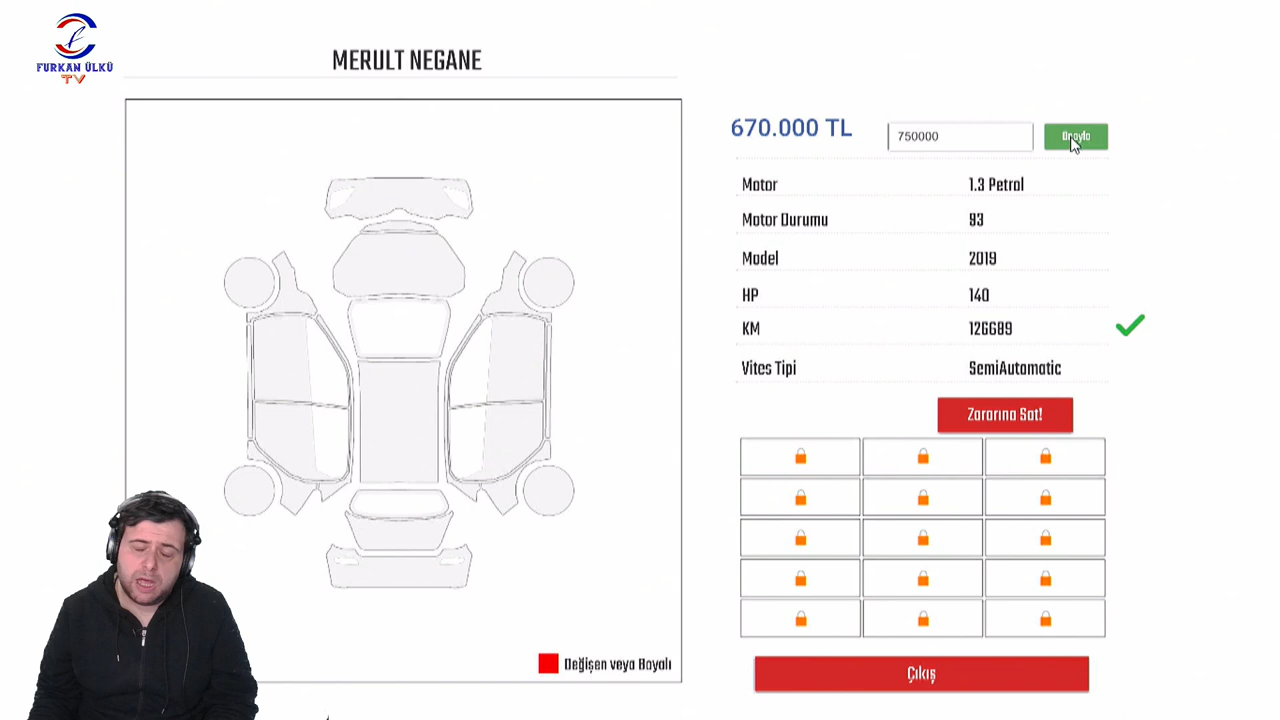 FURKAN ÜLKÜ
TV
MERULT NEGANE
670.000 TL
750000
Onayla
Motor 1.3 Petrol
Motor Durumu 93
Model 2019
HP 140
KM 126689
Vites Tipi SemiAutomatic
Zararına Sat!
Değişen veya Boyalı
Çıkış